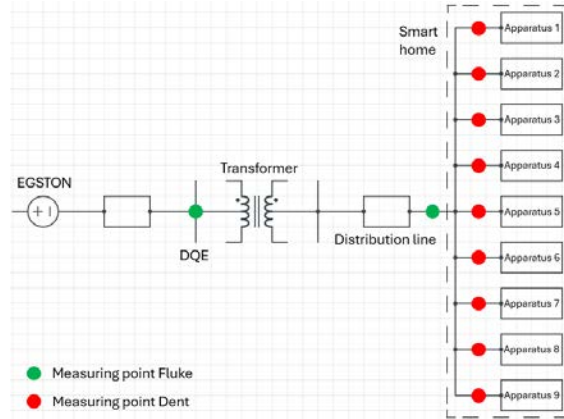 Smart
home
Apparatus 1
Apparatus 2
Apparatus 3
Apparatus 4
Transformer
EGSTON
Apparatus 5
DQE
Distribution line
Apparatus 6
Apparatus 7
Apparatus 8
Apparatus 9
Measuring point Fluke
Measuring point Dent